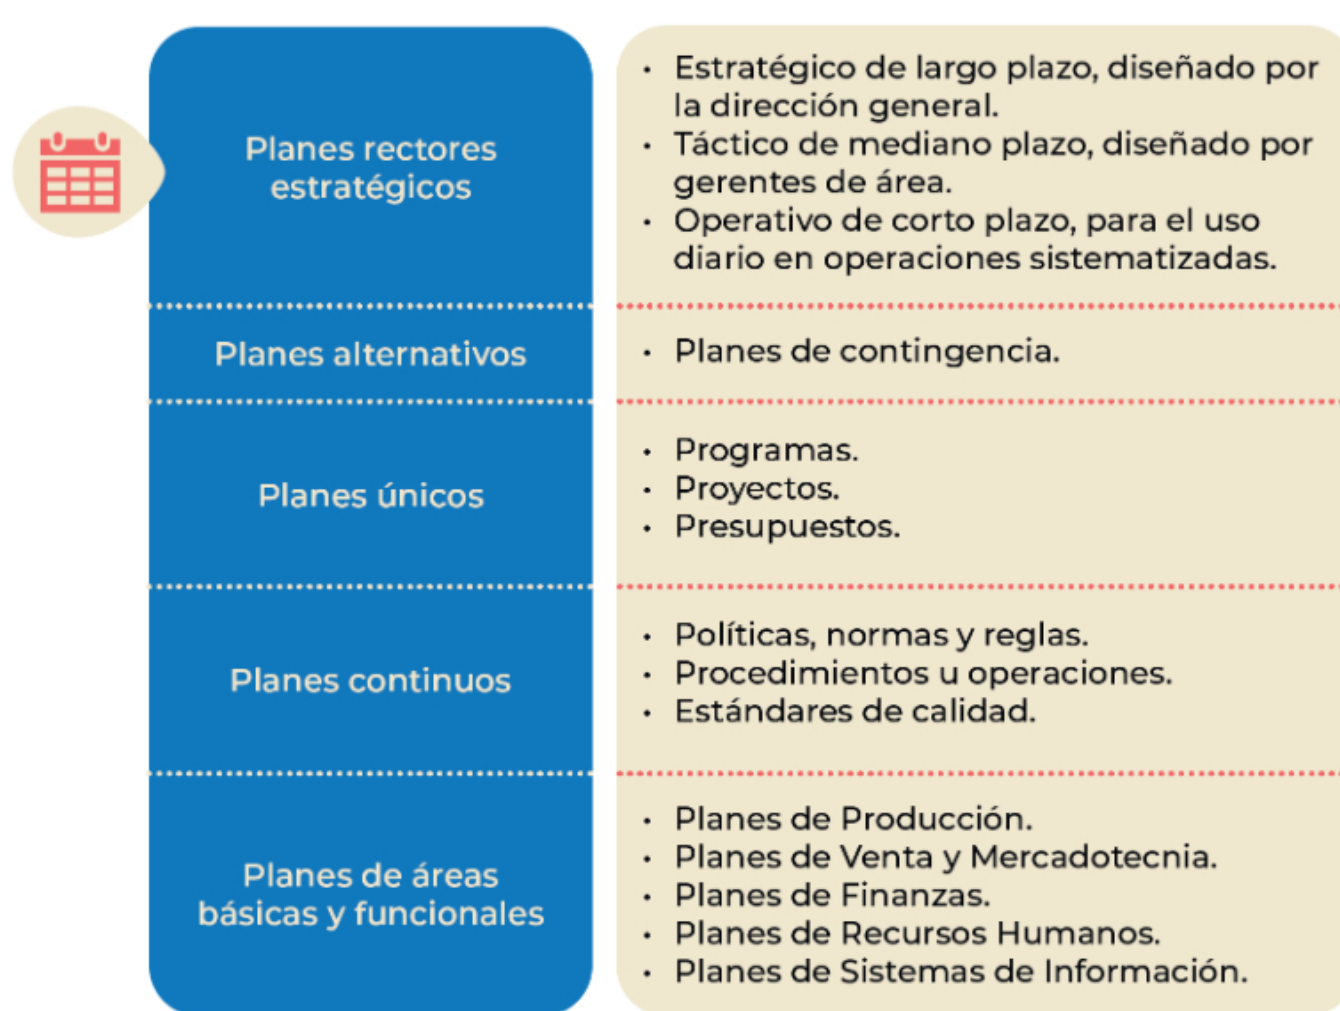 Planes rectores
estratégicos
• Estratégico de largo plazo, diseñado por
la dirección general.
• Táctico de mediano plazo, diseñado por
gerentes de área.
• Operativo de corto plazo, para el uso
diario en operaciones sistematizadas.
Planes alternativos
• Planes de contingencia.
Planes únicos
• Programas.
• Proyectos.
• Presupuestos.
Planes continuos
• Políticas, normas y reglas.
• Procedimientos u operaciones.
• Estándares de calidad.
Planes de áreas
básicas y funcionales
• Planes de Producción.
• Planes de Venta y Mercadotecnia.
• Planes de Finanzas.
• Planes de Recursos Humanos.
• Planes de Sistemas de Información.